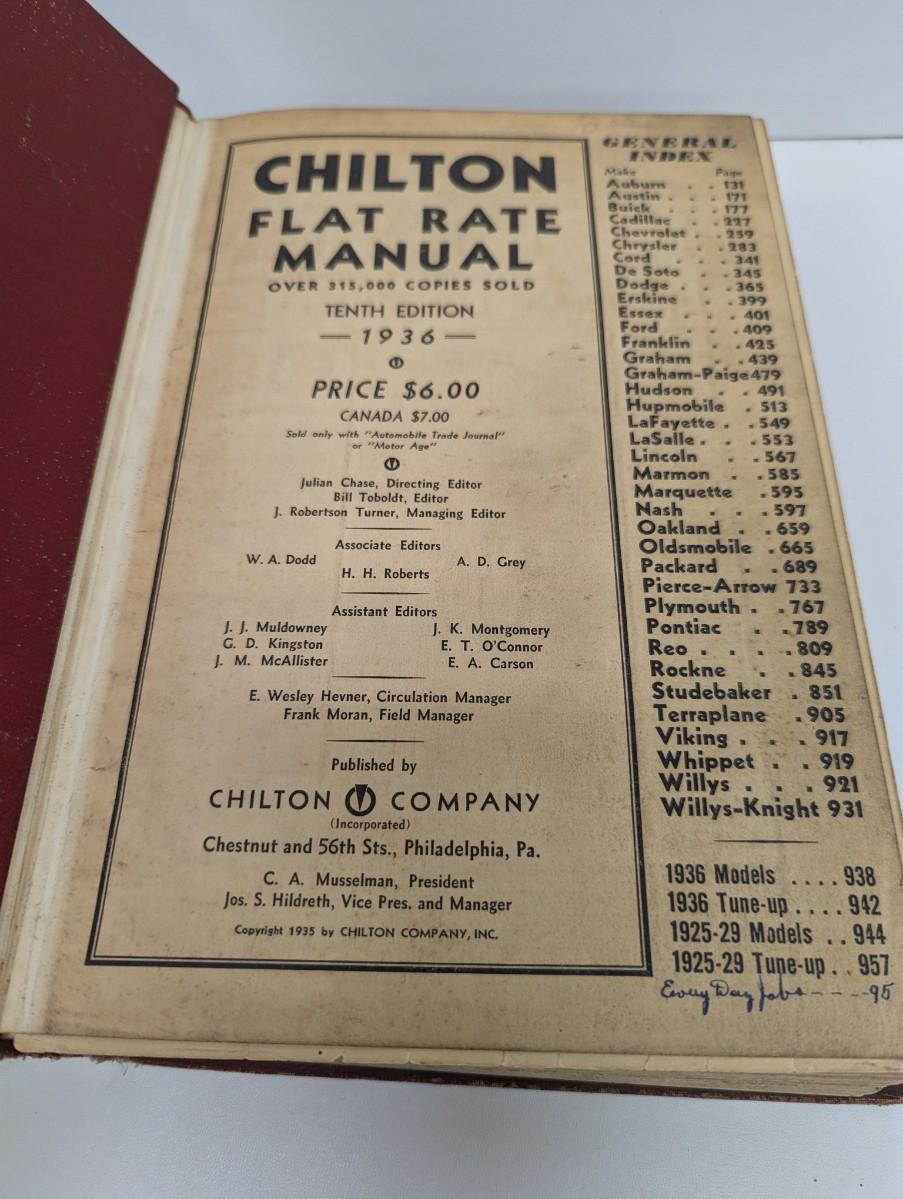 CHILTON
FLAT RATE
MANUAL
OVER 315,000 COPIES SOLD
TENTH EDITION
— 1936 —
PRICE $6.00
CANADA $7.00
Sold only with "Automobile Trade Journal"
or "Motor Age"
Julian Chase, Directing Editor
Bill Toboldt, Editor
J. Robertson Turner, Managing Editor
Associate Editors
W. A. Dodd A. D. Grey
H. H. Roberts
Assistant Editors
J. J. Muldowney J. K. Montgomery
G. D. Kingston E. T. O'Connor
J. M. McAllister E. A. Carson
E. Wesley Hevner, Circulation Manager
Frank Moran, Field Manager
Published by
CHILTON COMPANY
(Incorporated)
Chestnut and 56th Sts., Philadelphia, Pa.
C. A. Musselman, President
Jos. S. Hildreth, Vice Pres. and Manager
Copyright 1935 by CHILTON COMPANY, INC.
GENERAL
INDEX
Make Page
Auburn . . 131
Austin . . . 171
Buick . . . 177
Cadillac . . 227
Chevrolet . . 259
Chrysler . . 283
Cord . . . 341
De Soto . . 345
Dodge . . . 365
Erskine . . 399
Essex . . . 401
Ford . . . 409
Franklin . . 425
Graham . . 439
Graham-Paige 479
Hudson . . 491
Hupmobile . 513
LaFayette . . 549
LaSalle . . . 553
Lincoln . . 567
Marmon . . 585
Marquette . 595
Nash . . . 597
Oakland . . 659
Oldsmobile . 665
Packard . . 689
Pierce-Arrow 733
Plymouth . . 767
Pontiac . . 789
Reo . . . . 809
Rockne . . 845
Studebaker . 851
Terraplane . 905
Viking . . . 917
Whippet . . 919
Willys . . . 921
Willys-Knight 931
1936 Models .... 938
1936 Tune-up .... 942
1925-29 Models .. 944
1925-29 Tune-up . . 957
Every Day Jobs - - - - 95